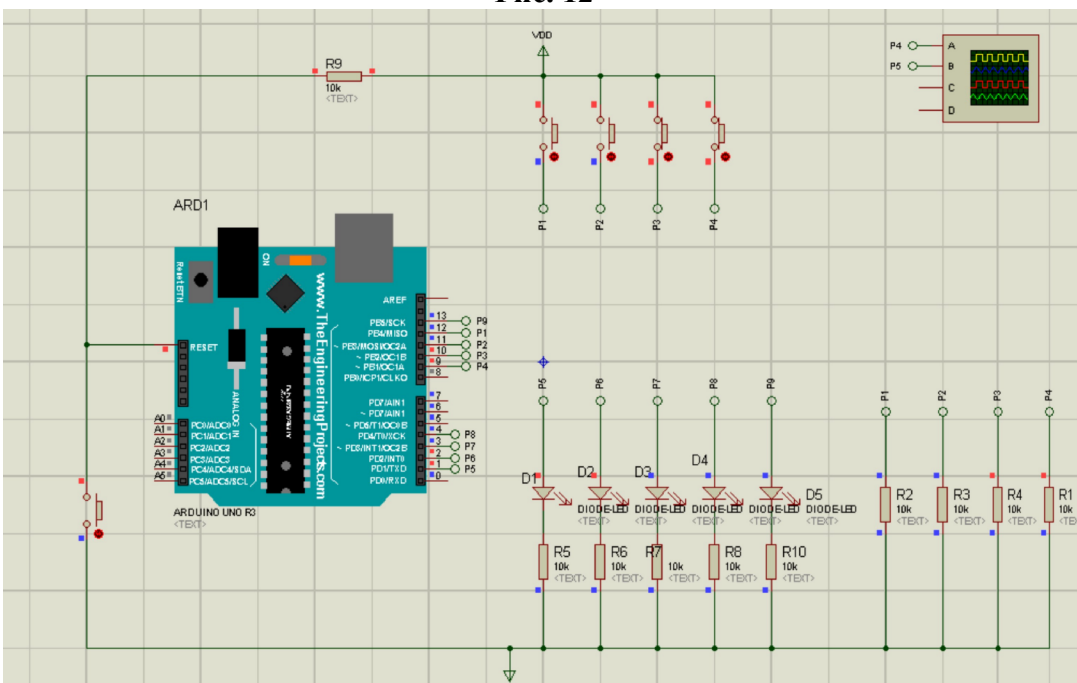 Рис. 12
VDD
R9
10k
<TEXT>
P4
P5
A
B
C
D
P1
P2
P3
P4
ARD1
ResetBTN
ON
www.TheEngineeringProjects.com
AREF
PB5/SCK
PB4/MISO
~ PB3/MOSI/OC2A
~ PB2/OC1B
~ PB1/OC1A
PB0/ICP1/CLKO
13
12
11
10
9
8
P9
P1
P2
P3
P4
RESET
ANALOG IN
PD7/AIN1
~ PD7/AIN1
~ PD5/T1/OC0B
PD4/T0/XCK
~ PD3/INT1/OC2B
PD2/INT0
PD1/TXD
PD0/RXD
7
6
5
4
3
2
1
0
P8
P7
P6
P5
A0
A1
A2
A3
A4
A5
PC0/ADC0
PC1/ADC1
PC2/ADC2
PC3/ADC3
PC4/ADC4/SDA
PC5/ADC5/SCL
ARDUINO UNO R3
<TEXT>
P5
P6
P7
P8
P9
P1
P2
P3
P4
D1
D2
D3
D4
D5
DIODE-LED
DIODE-LED
DIODE-LED
DIODE-LED
DIODE-LED
<TEXT>
<TEXT>
<TEXT>
<TEXT>
<TEXT>
R5
10k
<TEXT>
R6
10k
<TEXT>
R7
10k
<TEXT>
R8
10k
<TEXT>
R10
10k
<TEXT>
R2
10k
<TEXT>
R3
10k
<TEXT>
R4
10k
<TEXT>
R1
10k
<TE